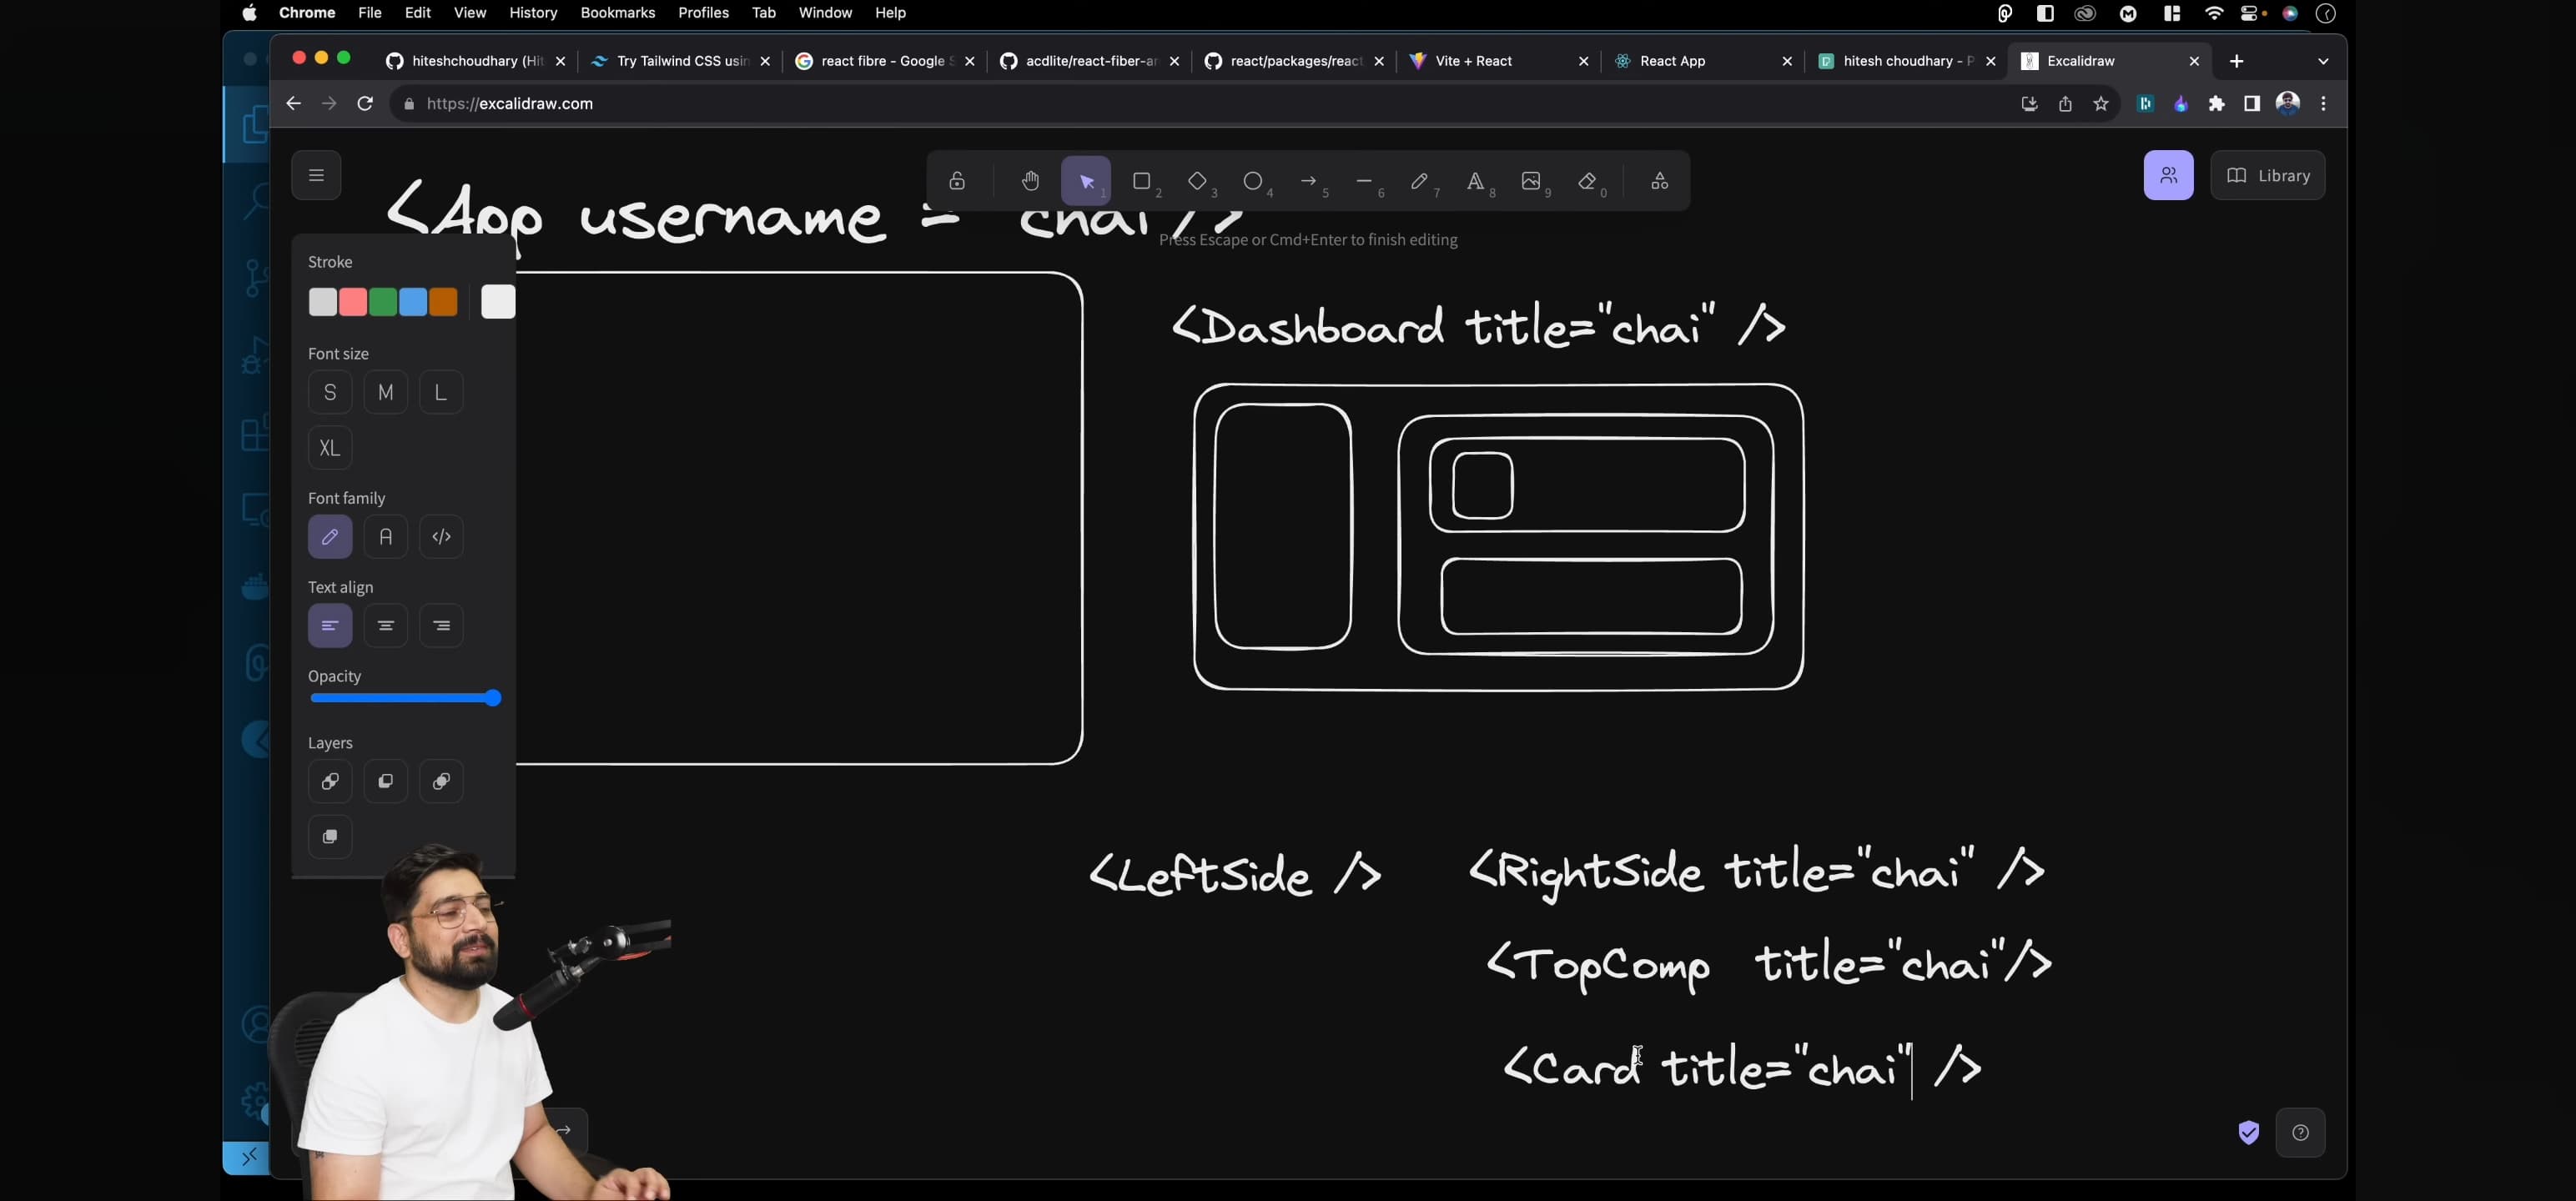 Chrome File Edit View History Bookmarks Profiles Tab Window Help
hiteshchoudhary (Hit Try Tailwind CSS usin react fibre - Google S acdlite/react-fiber-ar react/packages/react Vite + React React App hitesh choudhary - P Excalidraw
https://excalidraw.com
1 2 3 4 5 6 7 8 9 0
Library
<App username = chai />
Press Escape or Cmd+Enter to finish editing
Stroke
Font size
S M L
XL
Font family
A </>
Text align
Opacity
Layers
<Dashboard title="chai" />
<LeftSide /> <RightSide title="chai" />
<TopComp title="chai"/>
<Card title="chai" />